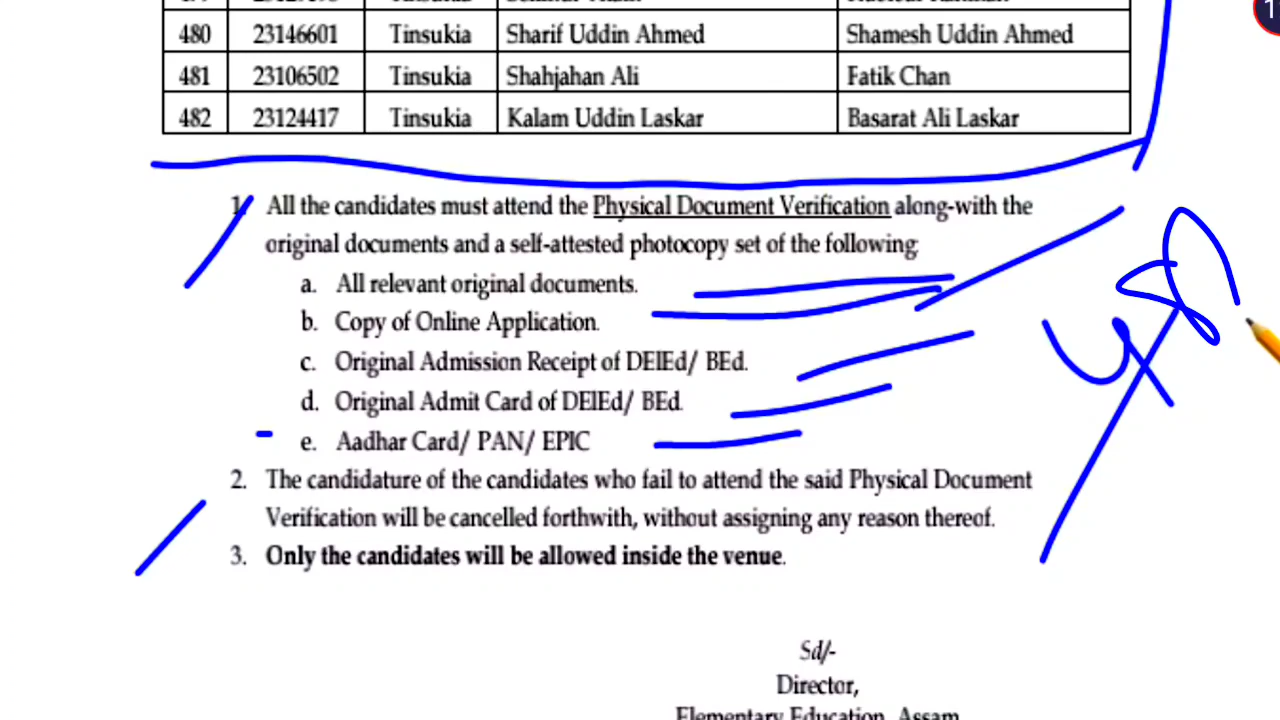 480 23146601 Tinsukia Sharif Uddin Ahmed Shamesh Uddin Ahmed
481 23106502 Tinsukia Shahjahan Ali Fatik Chan
482 23124417 Tinsukia Kalam Uddin Laskar Basarat Ali Laskar
1. All the candidates must attend the Physical Document Verification along-with the
original documents and a self-attested photocopy set of the following
a. All relevant original documents.
b. Copy of Online Application.
c. Original Admission Receipt of DElEd/ BEd.
d. Original Admit Card of DElEd/ BEd.
e. Aadhar Card/ PAN/ EPIC
2. The candidature of the candidates who fail to attend the said Physical Document
Verification will be cancelled forthwith, without assigning any reason thereof.
3. Only the candidates will be allowed inside the venue.
Sd/-
Director,
Elementary Education, Assam